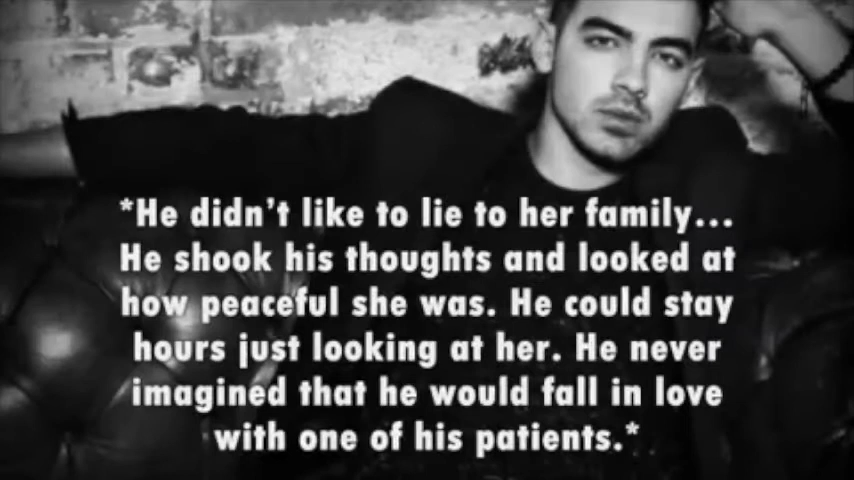 *He didn't like to lie to her family...
He shook his thoughts and looked at
how peaceful she was. He could stay
hours just looking at her. He never
imagined that he would fall in love
with one of his patients.*